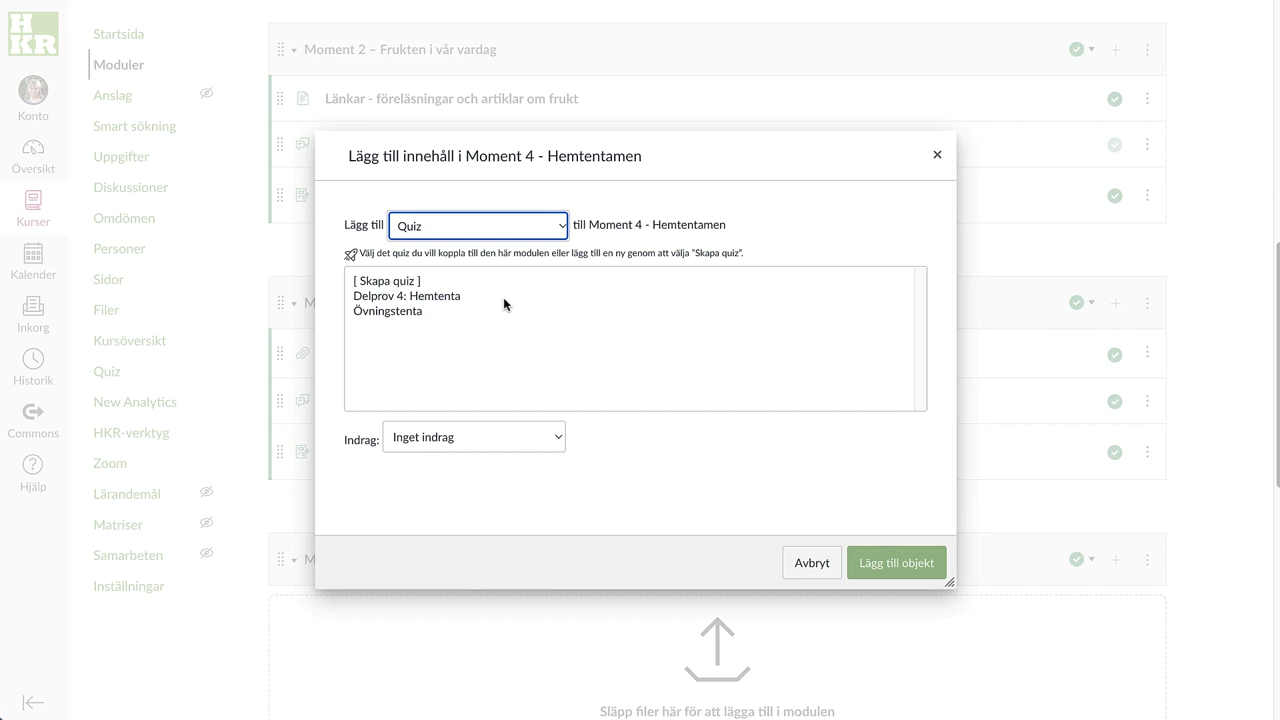 HKR
Konto
Översikt
Kurser
Kalender
Inkorg
Historik
Commons
Hjälp
Startsida
Moduler
Anslag
Smart sökning
Uppgifter
Diskussioner
Omdömen
Personer
Sidor
Filer
Kursöversikt
Quiz
New Analytics
HKR-verktyg
Zoom
Lärandemål
Matriser
Samarbeten
Inställningar
Moment 2 – Frukten i vår vardag
Länkar - föreläsningar och artiklar om frukt
Lägg till innehåll i Moment 4 - Hemtentamen
Lägg till Quiz till Moment 4 - Hemtentamen
Välj det quiz du vill koppla till den här modulen eller lägg till en ny genom att välja "Skapa quiz".
[ Skapa quiz ]
Delprov 4: Hemtenta
Övningstenta
Indrag: Inget indrag
Avbryt Lägg till objekt
M
M
Släpp filer här för att lägga till i modulen